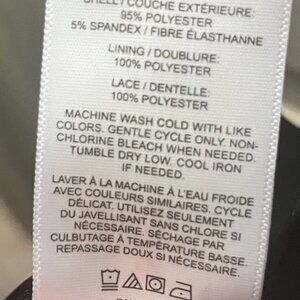 SHELL / COUCHE EXTÉRIEURE:
95% POLYESTER
5% SPANDEX / FIBRE ÉLASTHANNE
LINING / DOUBLURE:
100% POLYESTER
LACE / DENTELLE:
100% POLYESTER
MACHINE WASH COLD WITH LIKE
COLORS. GENTLE CYCLE ONLY. NON-
CHLORINE BLEACH WHEN NEEDED.
TUMBLE DRY LOW. COOL IRON
IF NEEDED.
LAVER À LA MACHINE À L'EAU FROIDE
AVEC COULEURS SIMILAIRES. CYCLE
DÉLICAT. UTILISEZ SEULEMENT
DU JAVELLISANT SANS CHLORE SI
NÉCESSAIRE. SÉCHAGE PAR
CULBUTAGE À TEMPÉRATURE BASSE.
REPASSAGE DOUX SI NÉCESSAIRE.